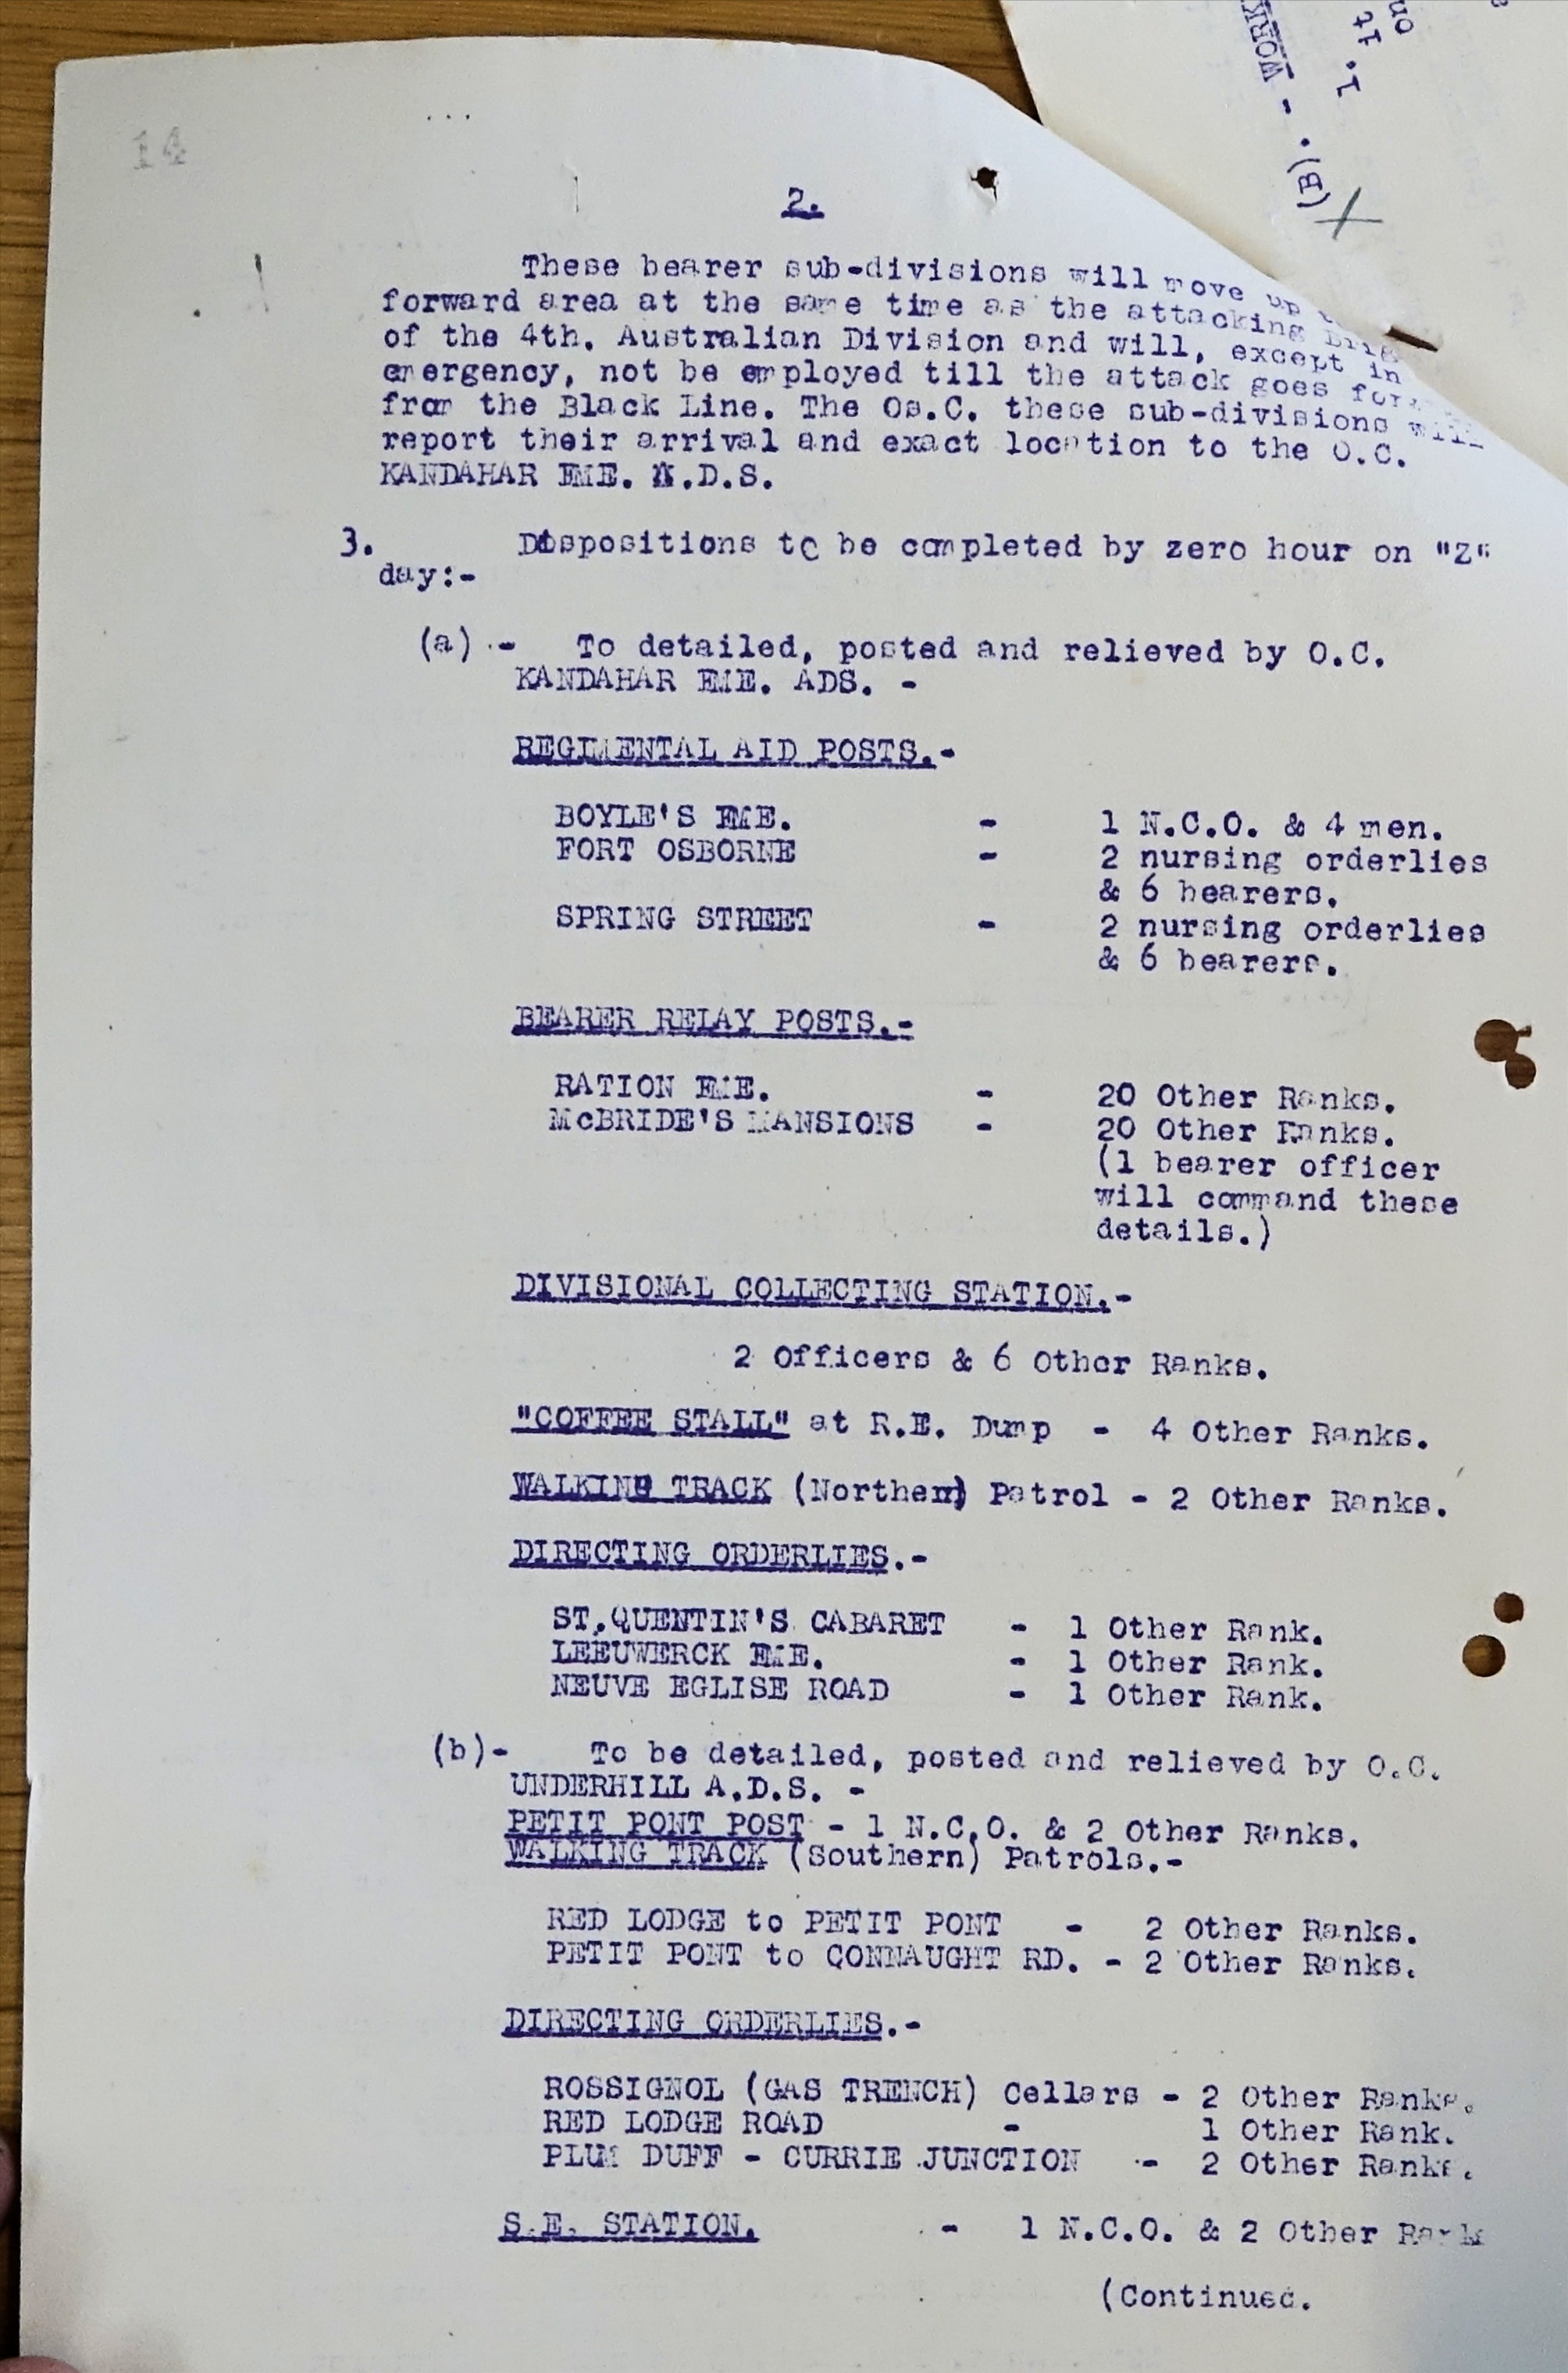 14
2.
These bearer sub-divisions will move up
forward area at the same time as the attacking Brig
of the 4th. Australian Division and will, except in
emergency, not be employed till the attack goes for
from the Black Line. The Os.C. these sub-divisions will
report their arrival and exact location to the O.C.
KANDAHAR FME. A.D.S.
3. Dispositions to be completed by zero hour on "Z"
day:-
(a) - To detailed, posted and relieved by O.C.
KANDAHAR FME. ADS. -
REGIMENTAL AID POSTS.-
BOYLE'S FME. - 1 N.C.O. & 4 men.
FORT OSBORNE - 2 nursing orderlies
& 6 bearers.
SPRING STREET - 2 nursing orderlies
& 6 bearers.
BEARER RELAY POSTS.-
RATION FME. - 20 Other Ranks.
McBRIDE'S MANSIONS - 20 Other Ranks.
(1 bearer officer
will command these
details.)
DIVISIONAL COLLECTING STATION.-
2 Officers & 6 Other Ranks.
"COFFEE STALL" at R.E. Dump - 4 Other Ranks.
WALKING TRACK (Northern) Patrol - 2 Other Ranks.
DIRECTING ORDERLIES.-
ST.QUENTIN'S CABARET - 1 Other Rank.
LEEUWERCK FME. - 1 Other Rank.
NEUVE EGLISE ROAD - 1 Other Rank.
(b)- To be detailed, posted and relieved by O.C.
UNDERHILL A.D.S. -
PETIT PONT POST - 1 N.C.O. & 2 Other Ranks.
WALKING TRACK (Southern) Patrols.-
RED LODGE to PETIT PONT - 2 Other Ranks.
PETIT PONT to CONNAUGHT RD. - 2 Other Ranks.
DIRECTING ORDERLIES.-
ROSSIGNOL (GAS TRENCH) Cellars - 2 Other Ranks.
RED LODGE ROAD - 1 Other Rank.
PLUM DUFF - CURRIE JUNCTION - 2 Other Ranks.
S.E. STATION. - 1 N.C.O. & 2 Other Rank
(Continued.
(B). - WORK
1. It
on